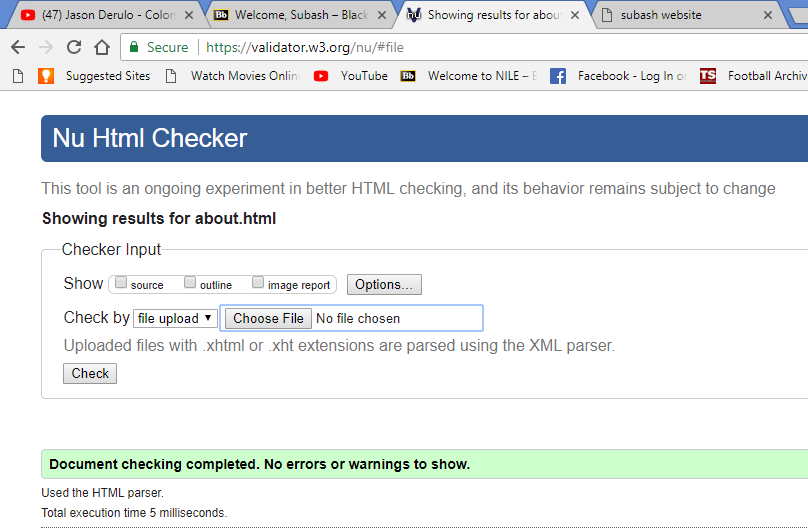 (47) Jason Derulo - Colors
Welcome, Subash – Black
Showing results for abou
subash website
Secure
https://validator.w3.org/nu/#file
Suggested Sites
Watch Movies Onlin
YouTube
Bb
Welcome to NILE – B
Facebook - Log In o
TS
Football Archiv
Nu Html Checker
This tool is an ongoing experiment in better HTML checking, and its behavior remains subject to change
Showing results for about.html
Checker Input
Show source outline image report Options...
Check by file upload Choose File No file chosen
Uploaded files with .xhtml or .xht extensions are parsed using the XML parser.
Check
Document checking completed. No errors or warnings to show.
Used the HTML parser.
Total execution time 5 milliseconds.